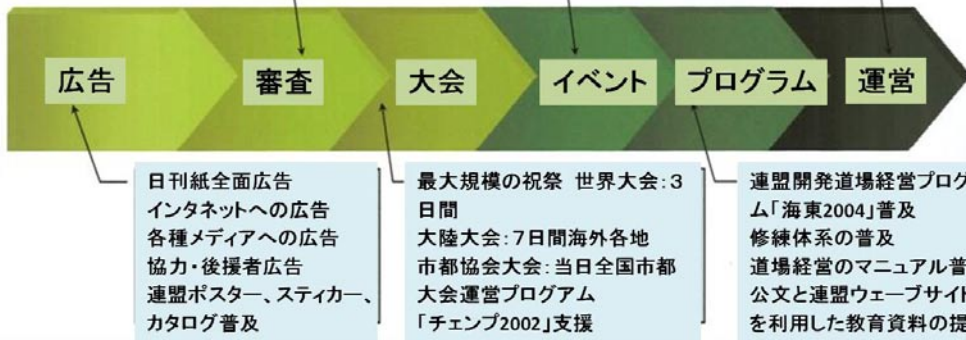 広告
審査
大会
イベント
プログラム
運営
日刊紙全面広告
インタネットへの広告
各種メディアへの広告
協力・後援者広告
連盟ポスター、スティカー、
カタログ普及
最大規模の祝祭 世界大会:3
日間
大陸大会:7日間海外各地
市都協会大会:当日全国市都
大会運営プログアム
「チェンプ2002」支援
連盟開発道場経営プログ
ム「海東2004」普及
修練体系の普及
道場経営のマニュアル普
公文と連盟ウェーブサイト
を利用した教育資料の提